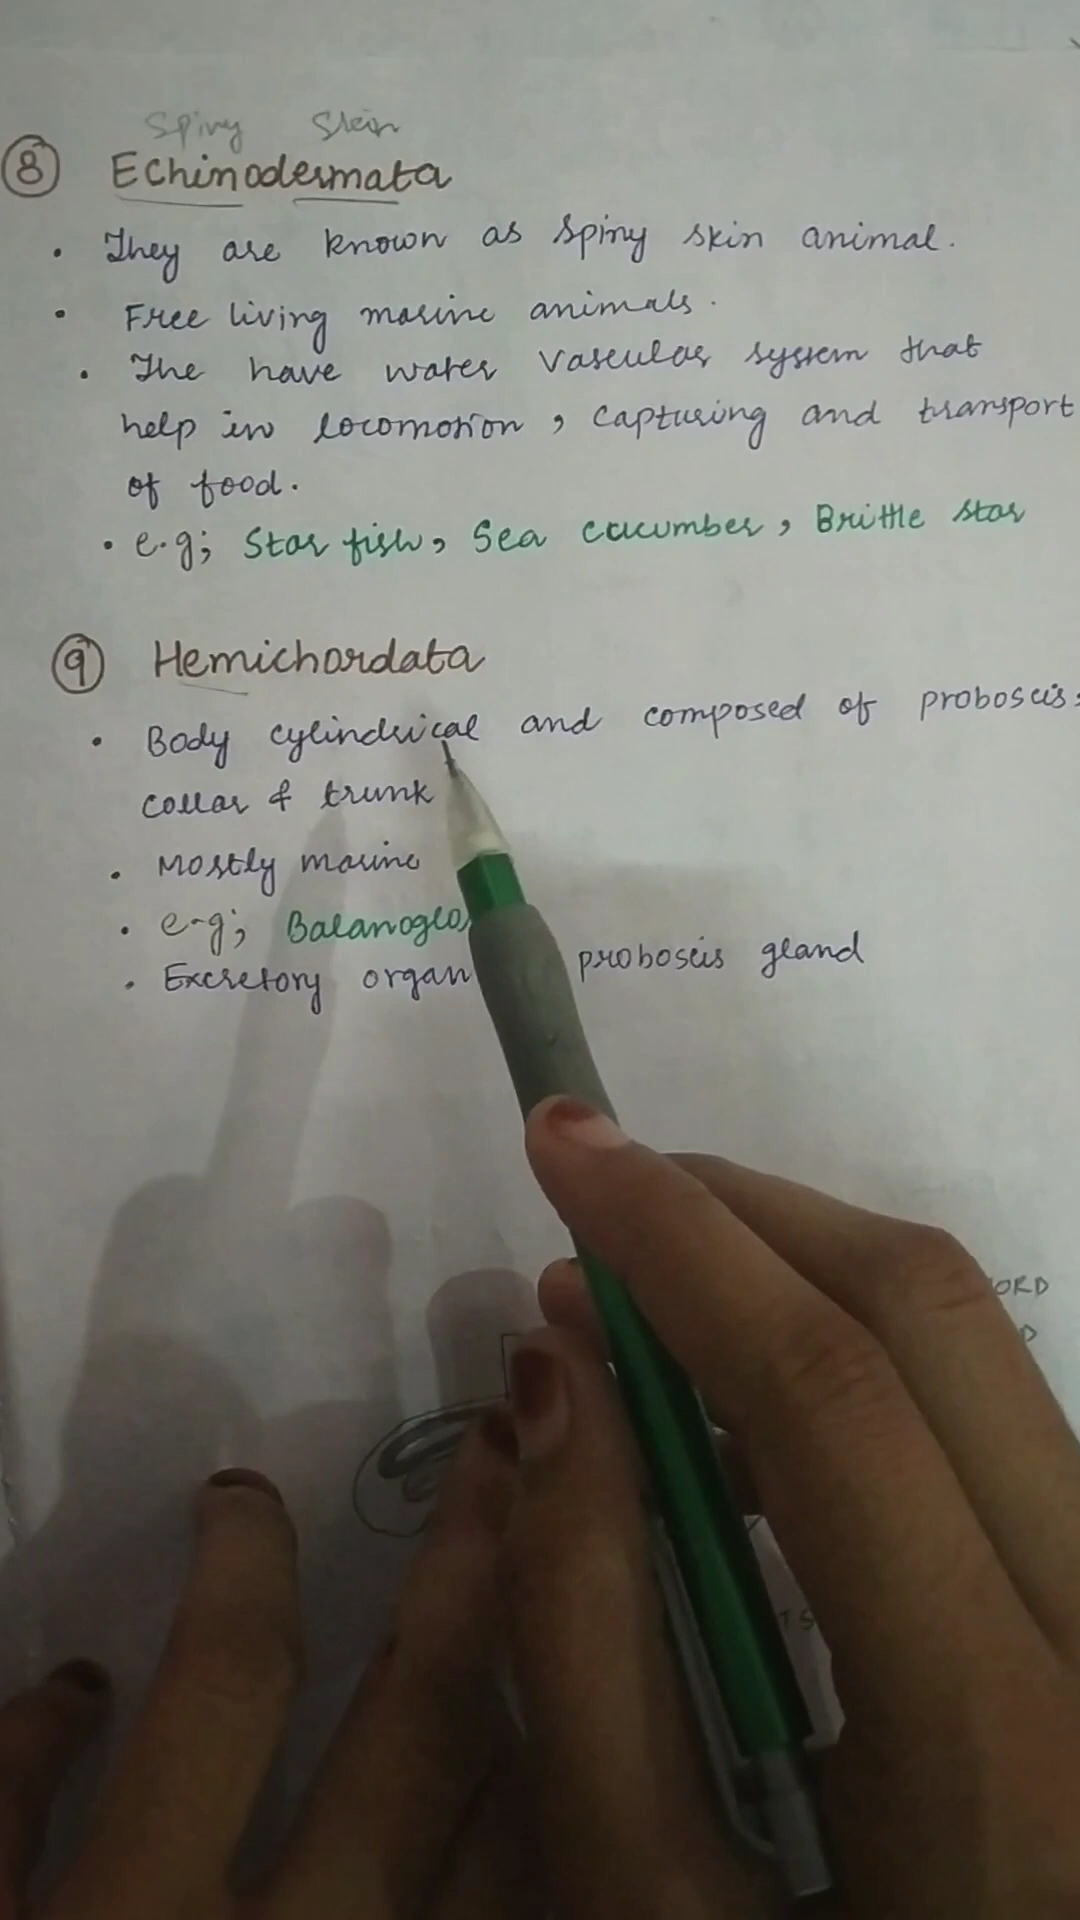 Spiny Skin
8 Echinodermata
• They are known as spiny skin animal.
• Free living marine animals.
• The have water vascular system that
help in locomotion, capturing and transport
of food.
• e.g; Star fish, Sea cucumber, Brittle star
9 Hemichordata
• Body cylindrical and composed of proboscis,
collar & trunk
• Mostly marine
• e-g; Balanoglos
• Excretory organ proboscis gland
ORD
D